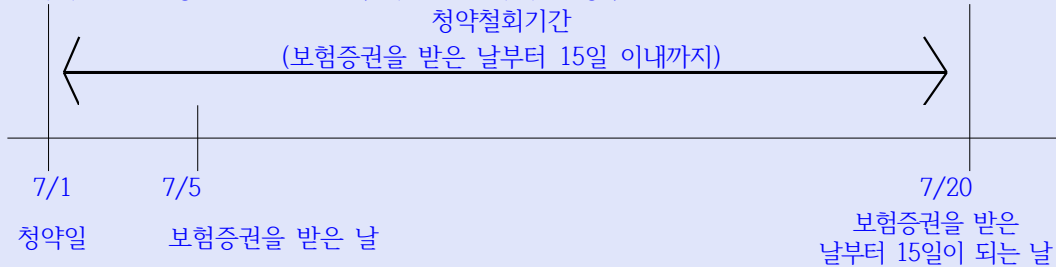 청약철회기간
(보험증권을 받은 날부터 15일 이내까지)
7/1
7/5
7/20
청약일
보험증권을 받은 날
보험증권을 받은
날부터 15일이 되는 날